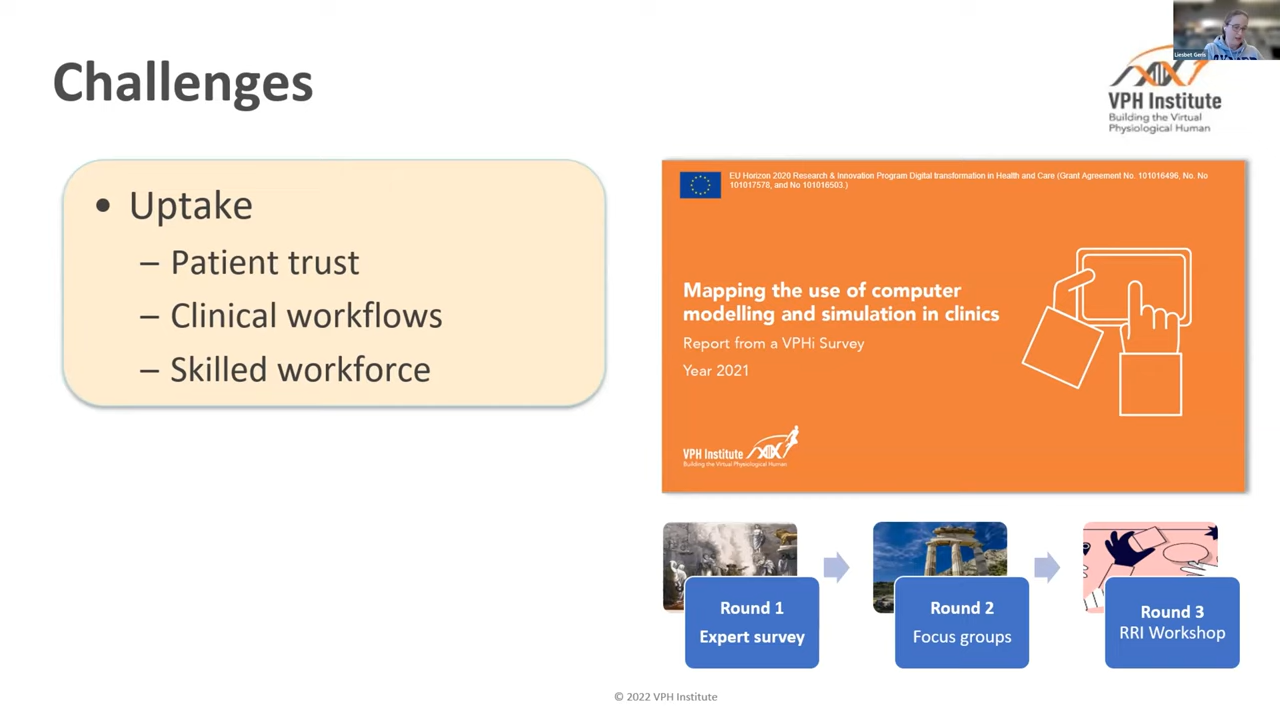 Liesbet Geris
Challenges
VPH Institute
Building the Virtual
Physiological Human
• Uptake
– Patient trust
– Clinical workflows
– Skilled workforce
EU Horizon 2020 Research & Innovation Program Digital transformation in Health and Care (Grant Agreement No. 101016496, No. No
101017578, and No 101016503.)
Mapping the use of computer
modelling and simulation in clinics
Report from a VPHi Survey
Year 2021
VPH Institute
Building the Virtual Physiological Human
Round 1
Expert survey
Round 2
Focus groups
Round 3
RRI Workshop
© 2022 VPH Institute